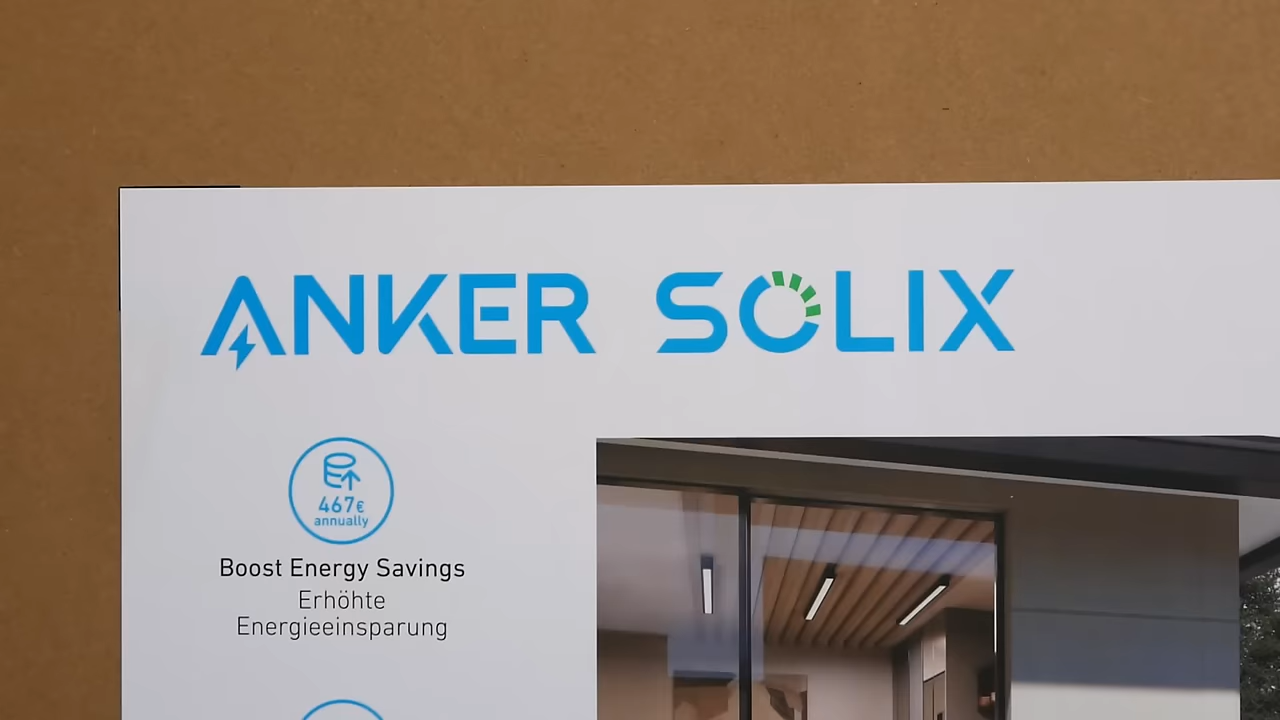 ANKER SOLIX
467€
annually
Boost Energy Savings
Erhöhte
Energieeinsparung